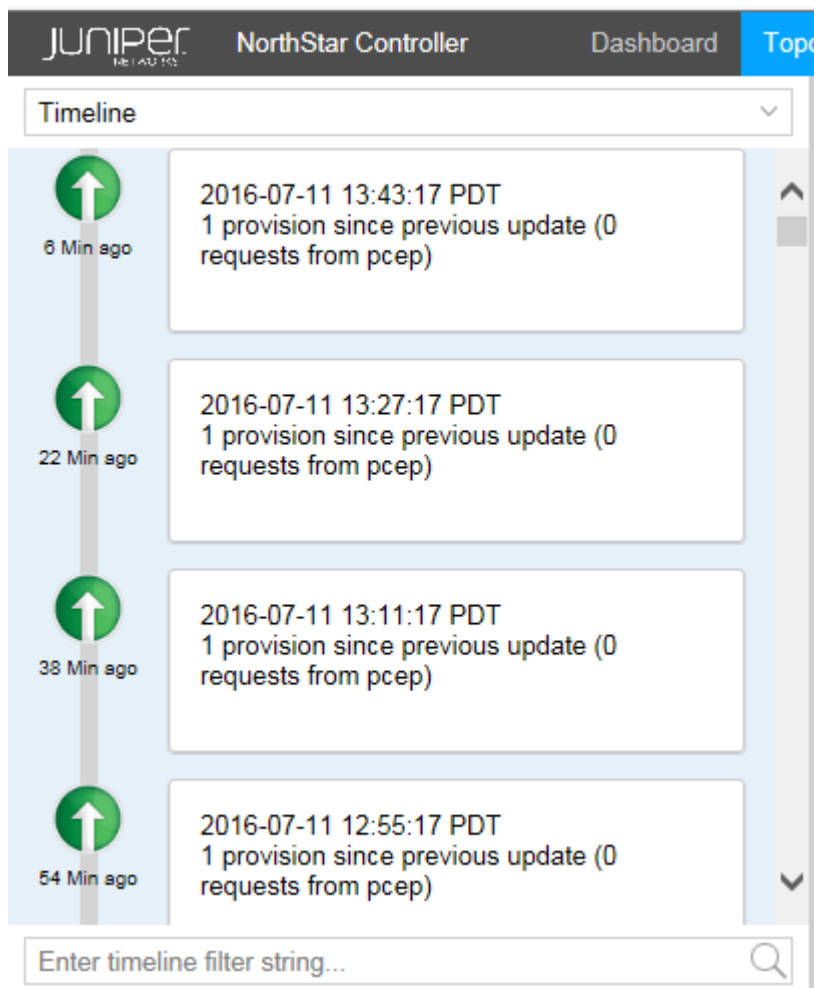 JUNIPER NETWORKS NorthStar Controller Dashboard Topo
Timeline
2016-07-11 13:43:17 PDT
1 provision since previous update (0
requests from pcep)
6 Min ago
2016-07-11 13:27:17 PDT
1 provision since previous update (0
requests from pcep)
22 Min ago
2016-07-11 13:11:17 PDT
1 provision since previous update (0
requests from pcep)
38 Min ago
2016-07-11 12:55:17 PDT
1 provision since previous update (0
requests from pcep)
54 Min ago
Enter timeline filter string...